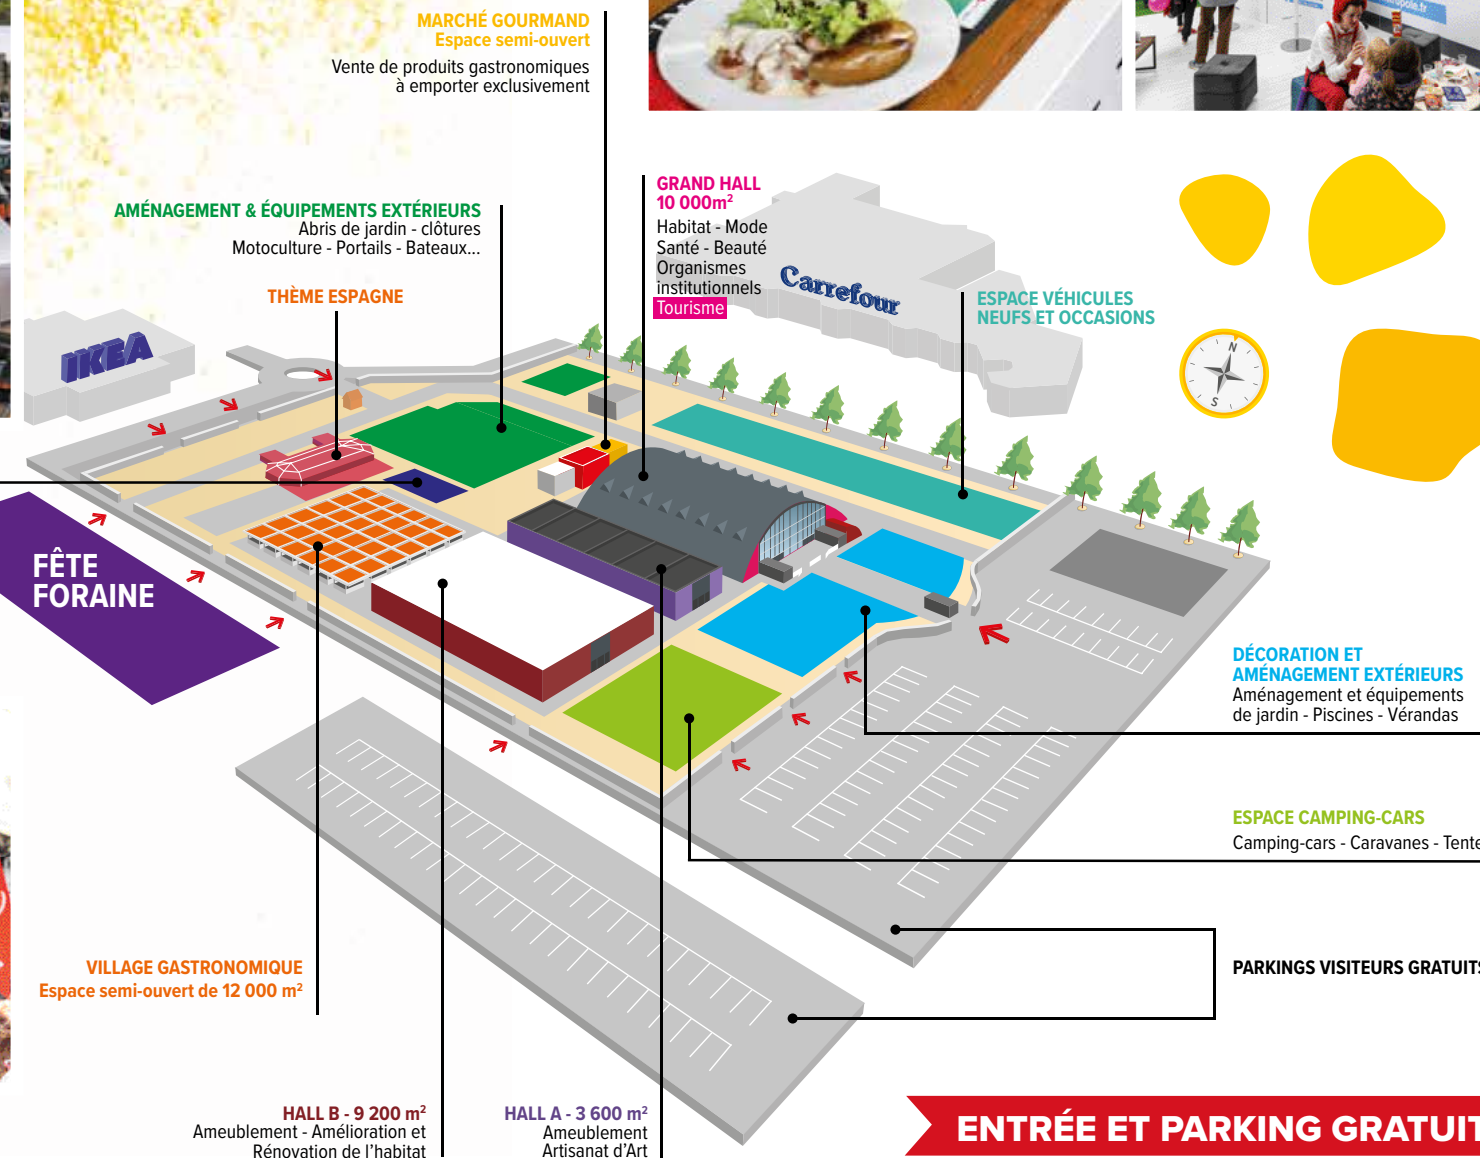 MARCHÉ GOURMAND
Espace semi-ouvert
Vente de produits gastronomiques
à emporter exclusivement
AMÉNAGEMENT & ÉQUIPEMENTS EXTÉRIEURS
Abris de jardin - clôtures
Motoculture - Portails - Bateaux...
THÈME ESPAGNE
GRAND HALL
10 000m²
Habitat - Mode
Santé - Beauté
Organismes
institutionnels
Tourisme
Carrefour
ESPACE VÉHICULES
NEUFS ET OCCASIONS
IKEA
N
S
FÊTE
FORAINE
DÉCORATION ET
AMÉNAGEMENT EXTÉRIEURS
Aménagement et équipements
de jardin - Piscines - Vérandas
ESPACE CAMPING-CARS
Camping-cars - Caravanes - Tente
PARKINGS VISITEURS GRATUITS
VILLAGE GASTRONOMIQUE
Espace semi-ouvert de 12 000 m²
HALL B - 9 200 m²
Ameublement - Amélioration et
Rénovation de l'habitat
HALL A - 3 600 m²
Ameublement
Artisanat d'Art
ENTRÉE ET PARKING GRATUIT